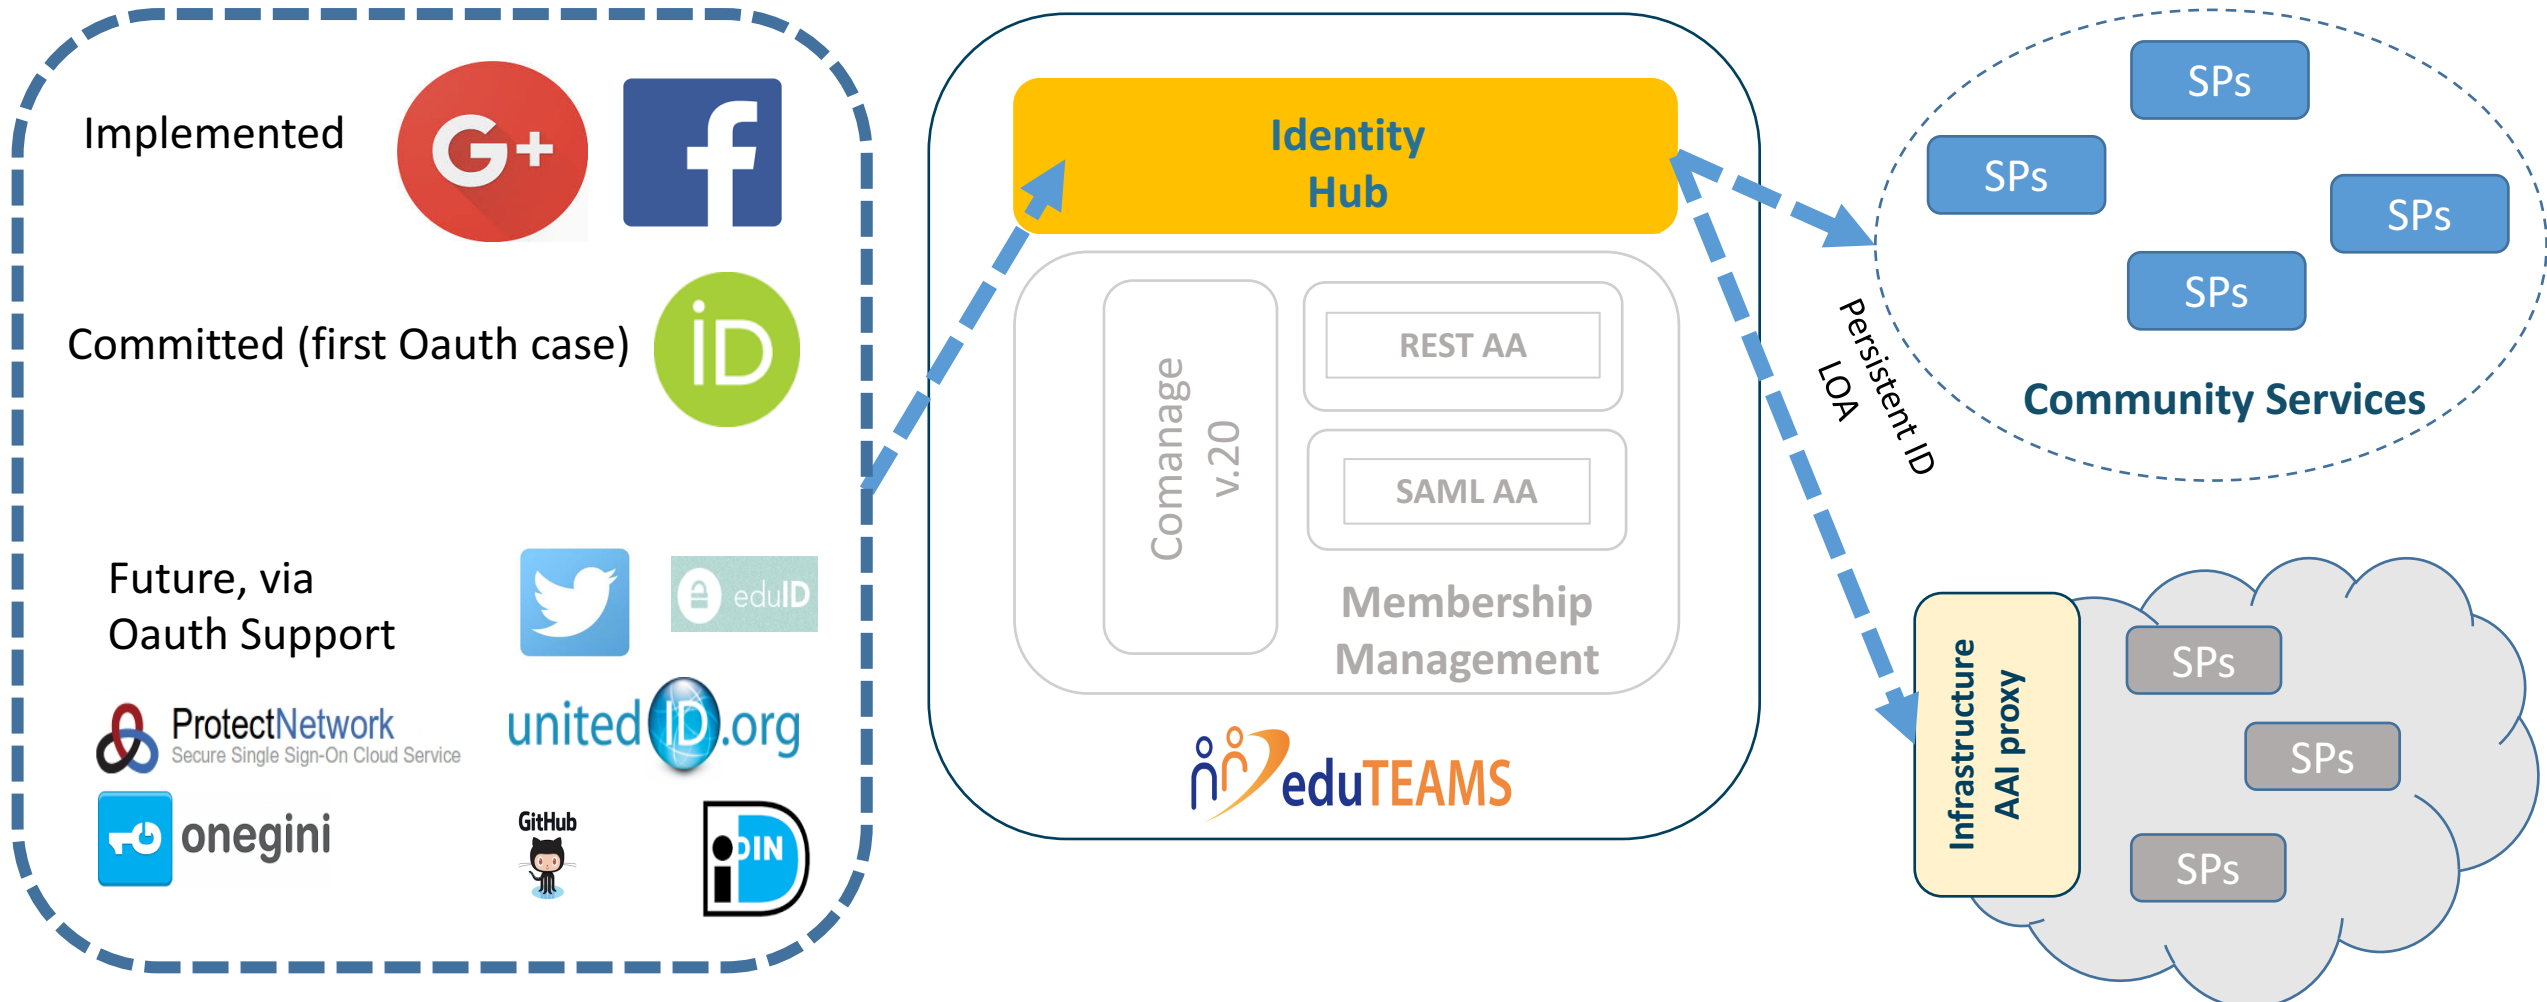 Implemented
G+
f
Committed (first Oauth case)
iD
Future, via
Oauth Support
eduID
ProtectNetwork
Secure Single Sign-On Cloud Service
unitedID.org
onegini
GitHub
iDIN
Identity
Hub
Comanage
v.20
REST AA
SAML AA
Membership
Management
eduTEAMS
Persistent ID
LOA
SPs
SPs
SPs
SPs
Community Services
Infrastructure
AAI proxy
SPs
SPs
SPs